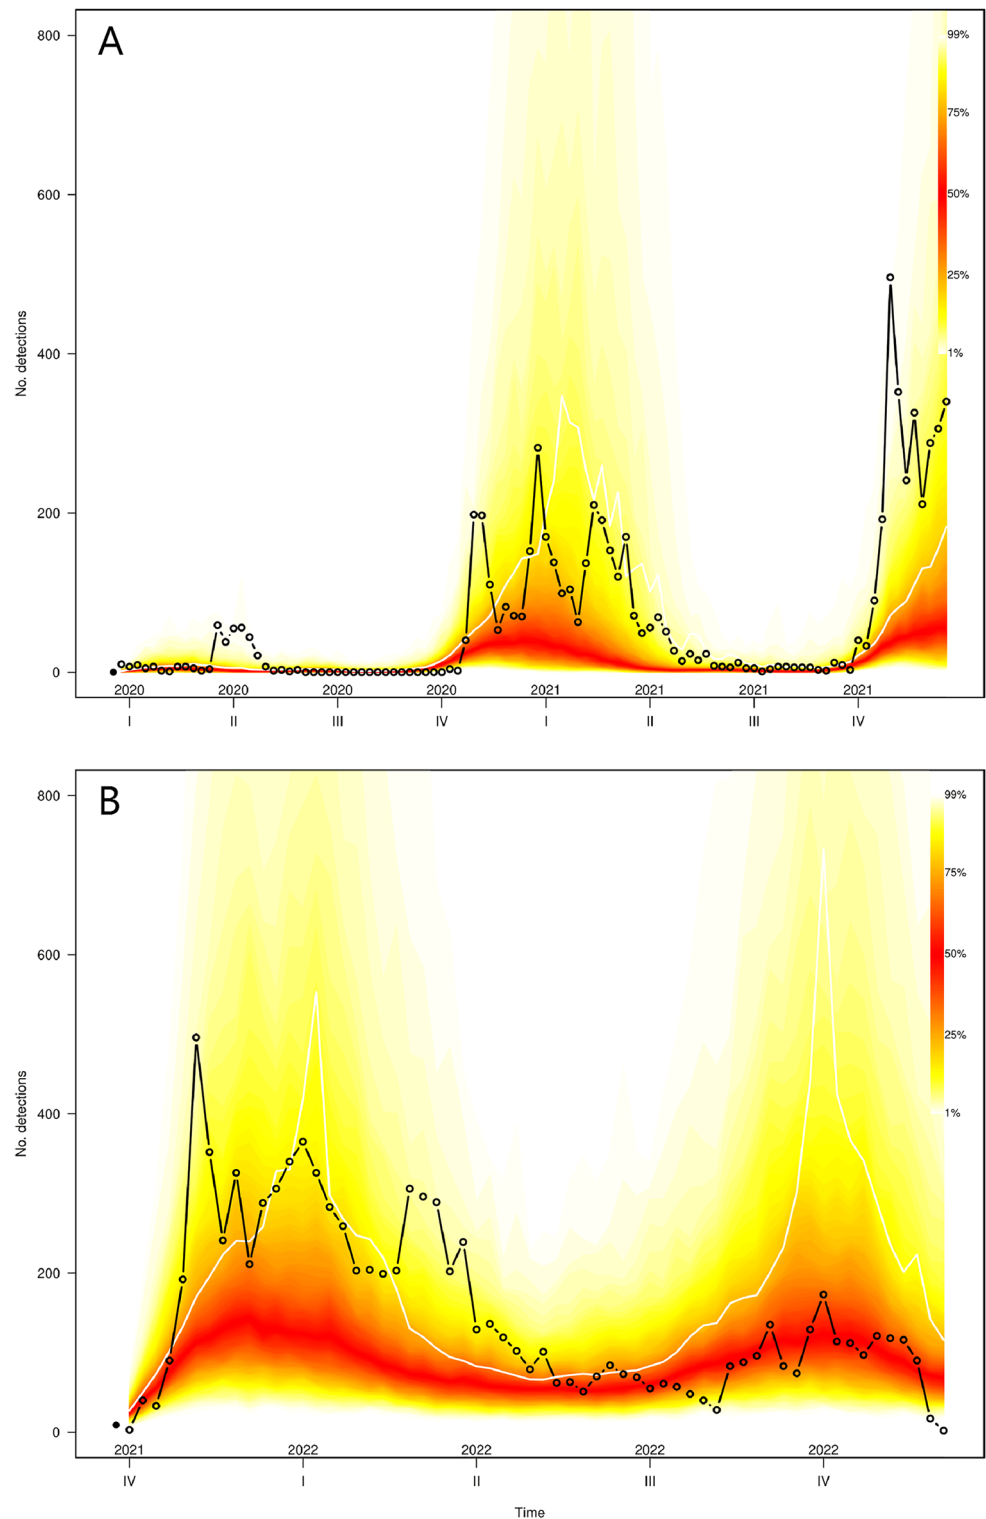 A
800
600
400
200
0
No. detections
99%
75%
50%
25%
1%
2020 2020 2020 2020 2021 2021 2021 2021
I II III IV I II III IV
B
800
600
400
200
0
No. detections
99%
75%
50%
25%
1%
2021 2022 2022 2022 2022
IV I II III IV
Time